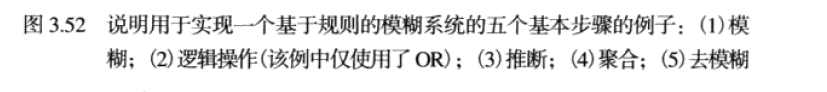 图 3.52 说明用于实现一个基于规则的模糊系统的五个基本步骤的例子：(1)模
糊；(2)逻辑操作(该例中仅使用了 OR)；(3)推断；(4)聚合；(5)去模糊